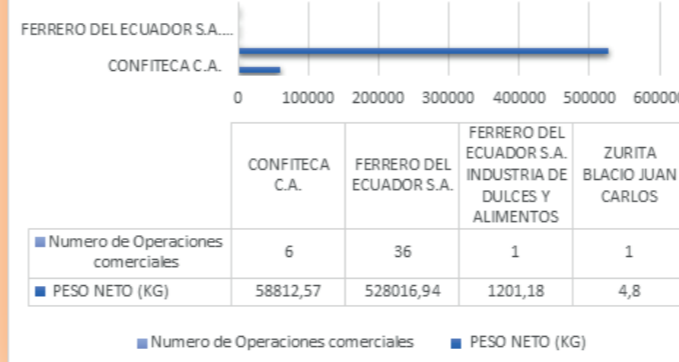 FERRERO DEL ECUADOR S.A....
CONFITECA C.A.
0 100000 200000 300000 400000 500000 600000
CONFITECA C.A. FERRERO DEL ECUADOR S.A. FERRERO DEL ECUADOR S.A. INDUSTRIA DE DULCES Y ALIMENTOS ZURITA BLACIO JUAN CARLOS
Numero de Operaciones comerciales 6 36 1 1
PESO NETO (KG) 58812,57 528016,94 1201,18 4,8
Numero de Operaciones comerciales PESO NETO (KG)